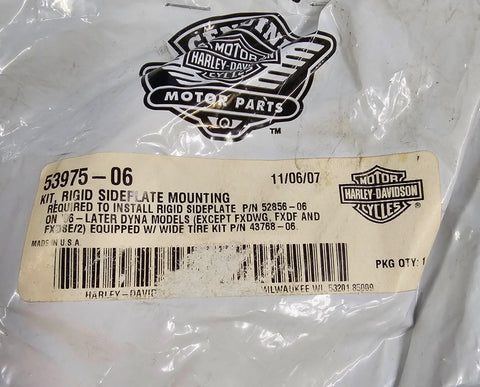 GENUINE
MOTOR
HARLEY-DAVIDSON
CYCLES
MOTOR PARTS
Q
TM
53975-06
11/06/07
KIT, RIGID SIDEPLATE MOUNTING
REQUIRED TO INSTALL RIGID SIDEPLATE P/N 52856-06
ON '06-LATER DYNA MODELS (EXCEPT FXDWG, FXDF AND
FXDSE/2) EQUIPPED W/ WIDE TIRE KIT P/N 43768-06
MADE IN U.S.A.
MOTOR
HARLEY-DAVIDSON
CYCLES
®
PKG QTY: 1
HARLEY-DAVID MILWAUKEE WI. 53201